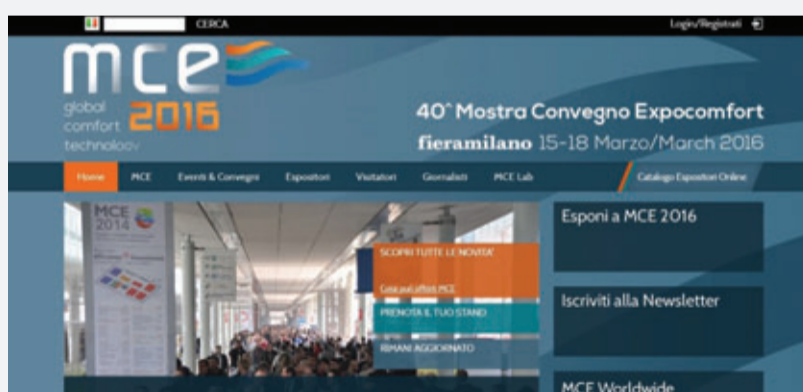 CERCA
Login/Registrati
mce
global
comfort
technology
2016
40^ Mostra Convegno Expocomfort
fieramilano 15-18 Marzo/March 2016
Home MCE Eventi & Convegni Espositori Visitatori Giornalisti MCE Lab Catalogo Espositori Online
MCE
2014
SCOPRI TUTTE LE NOVITA'
Cosa può offrirti MCE
PRENOTA IL TUO STAND
RIMANI AGGIORNATO
Esponi a MCE 2016
Iscriviti alla Newsletter
MCE Worldwide